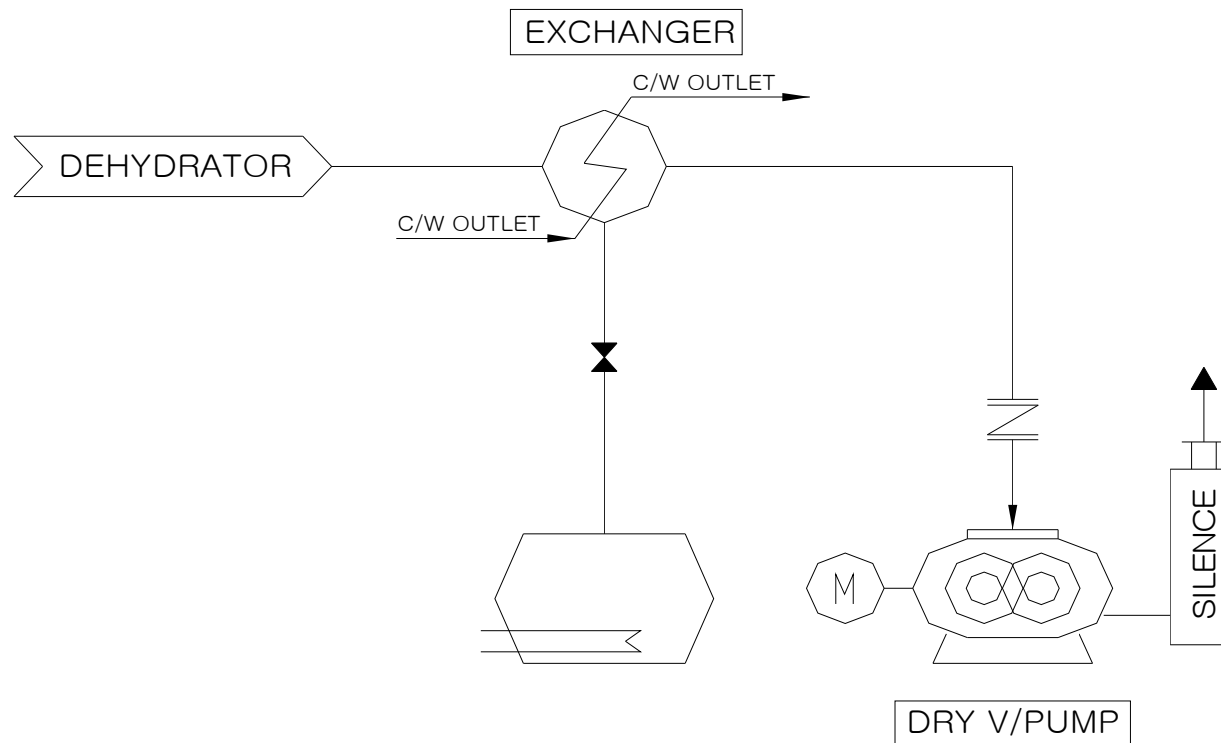 EXCHANGER
C/W OUTLET
DEHYDRATOR
C/W OUTLET
M
SILENCE
DRY V/PUMP